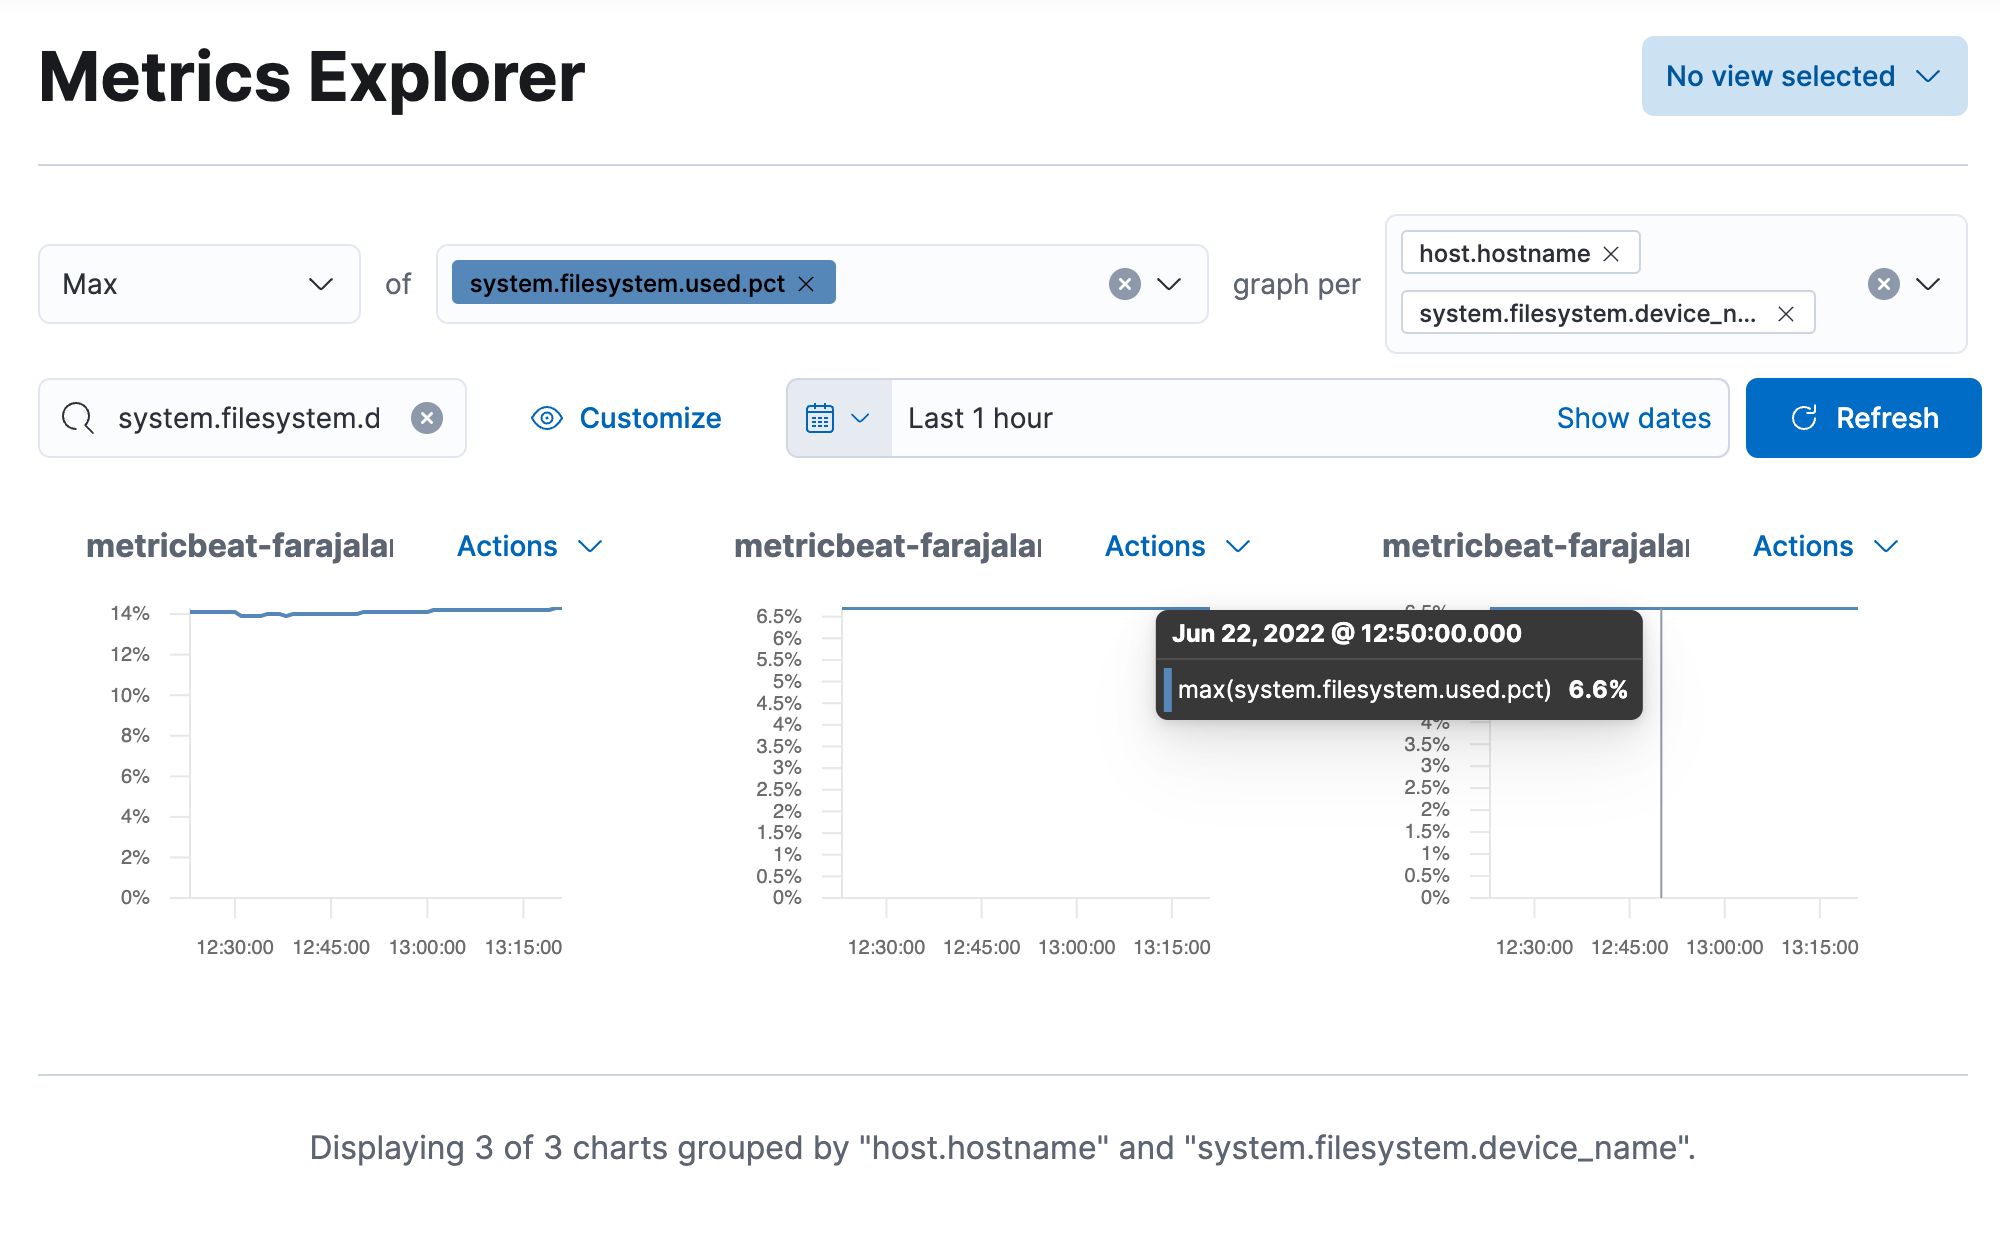 Metrics Explorer
No view selected
Max
of
system.filesystem.used.pct
graph per
host.hostname
system.filesystem.device_n...
system.filesystem.d
Customize
Last 1 hour
Show dates
Refresh
metricbeat-farajalar
Actions
14%
12%
10%
8%
6%
4%
2%
0%
12:30:00 12:45:00 13:00:00 13:15:00
metricbeat-farajalar
Actions
6.5%
6%
5.5%
5%
4.5%
4%
3.5%
3%
2.5%
2%
1.5%
1%
0.5%
0%
12:30:00 12:45:00 13:00:00 13:15:00
metricbeat-farajalar
Actions
6.5%
Jun 22, 2022 @ 12:50:00.000
max(system.filesystem.used.pct) 6.6%
4%
3.5%
3%
2.5%
2%
1.5%
1%
0.5%
0%
12:30:00 12:45:00 13:00:00 13:15:00
Displaying 3 of 3 charts grouped by "host.hostname" and "system.filesystem.device_name".